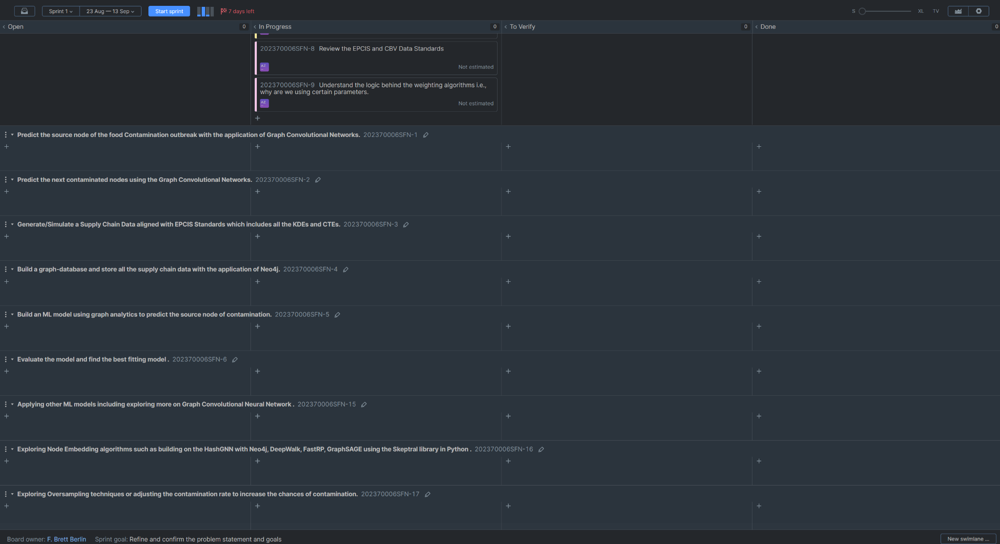 Sprint 1 23 Aug — 13 Sep Start sprint 7 days left S XL TV
Open 0 In Progress 0 To Verify 0 Done 0
202370006SFN-8 Review the EPCIS and CBV Data Standards
AZ Not estimated
202370006SFN-9 Understand the logic behind the weighting algorithms i.e.,
why are we using certain parameters.
AZ Not estimated
Predict the source node of the food Contamination outbreak with the application of Graph Convolutional Networks. 202370006SFN-1
Predict the next contaminated nodes using the Graph Convolutional Networks. 202370006SFN-2
Generate/Simulate a Supply Chain Data aligned with EPCIS Standards which includes all the KDEs and CTEs. 202370006SFN-3
Build a graph-database and store all the supply chain data with the application of Neo4j. 202370006SFN-4
Build an ML model using graph analytics to predict the source node of contamination. 202370006SFN-5
Evaluate the model and find the best fitting model . 202370006SFN-6
Applying other ML models including exploring more on Graph Convolutional Neural Network . 202370006SFN-15
Exploring Node Embedding algorithms such as building on the HashGNN with Neo4j, DeepWalk, FastRP, GraphSAGE using the Skeptral library in Python . 202370006SFN-16
Exploring Oversampling techniques or adjusting the contamination rate to increase the chances of contamination. 202370006SFN-17
Board owner: F. Brett Berlin Sprint goal: Refine and confirm the problem statement and goals New swimlane ...